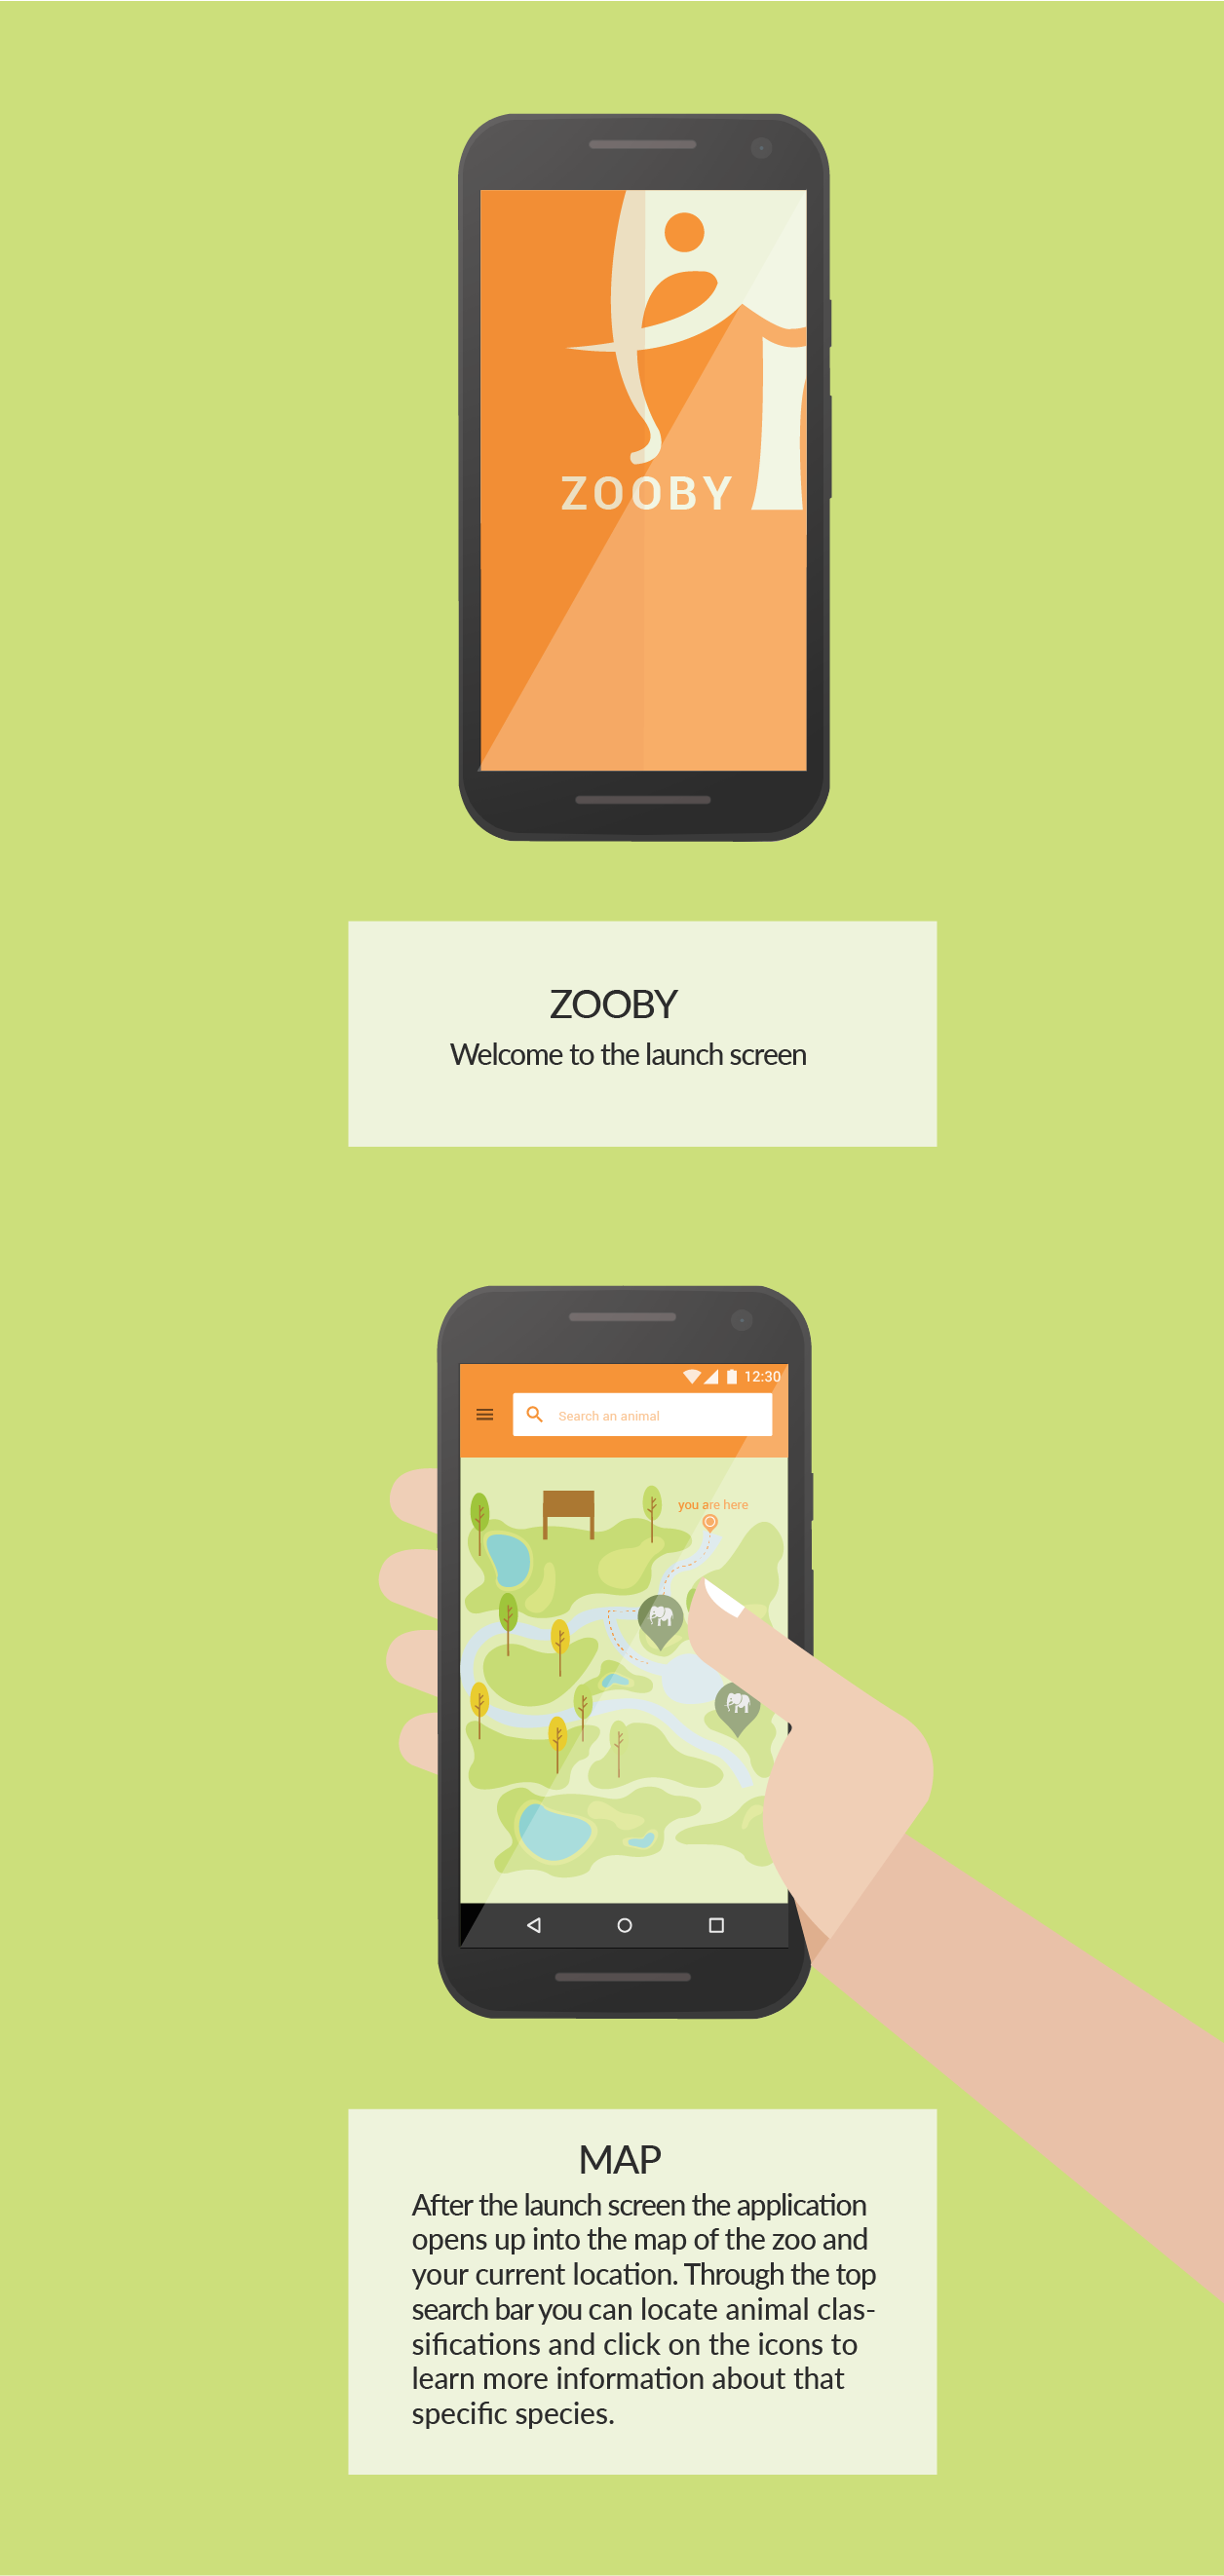 ZOOBY
ZOOBY
Welcome to the launch screen
12:30
Search an animal
you are here
MAP
After the launch screen the application
opens up into the map of the zoo and
your current location. Through the top
search bar you can locate animal clas-
sifications and click on the icons to
learn more information about that
specific species.